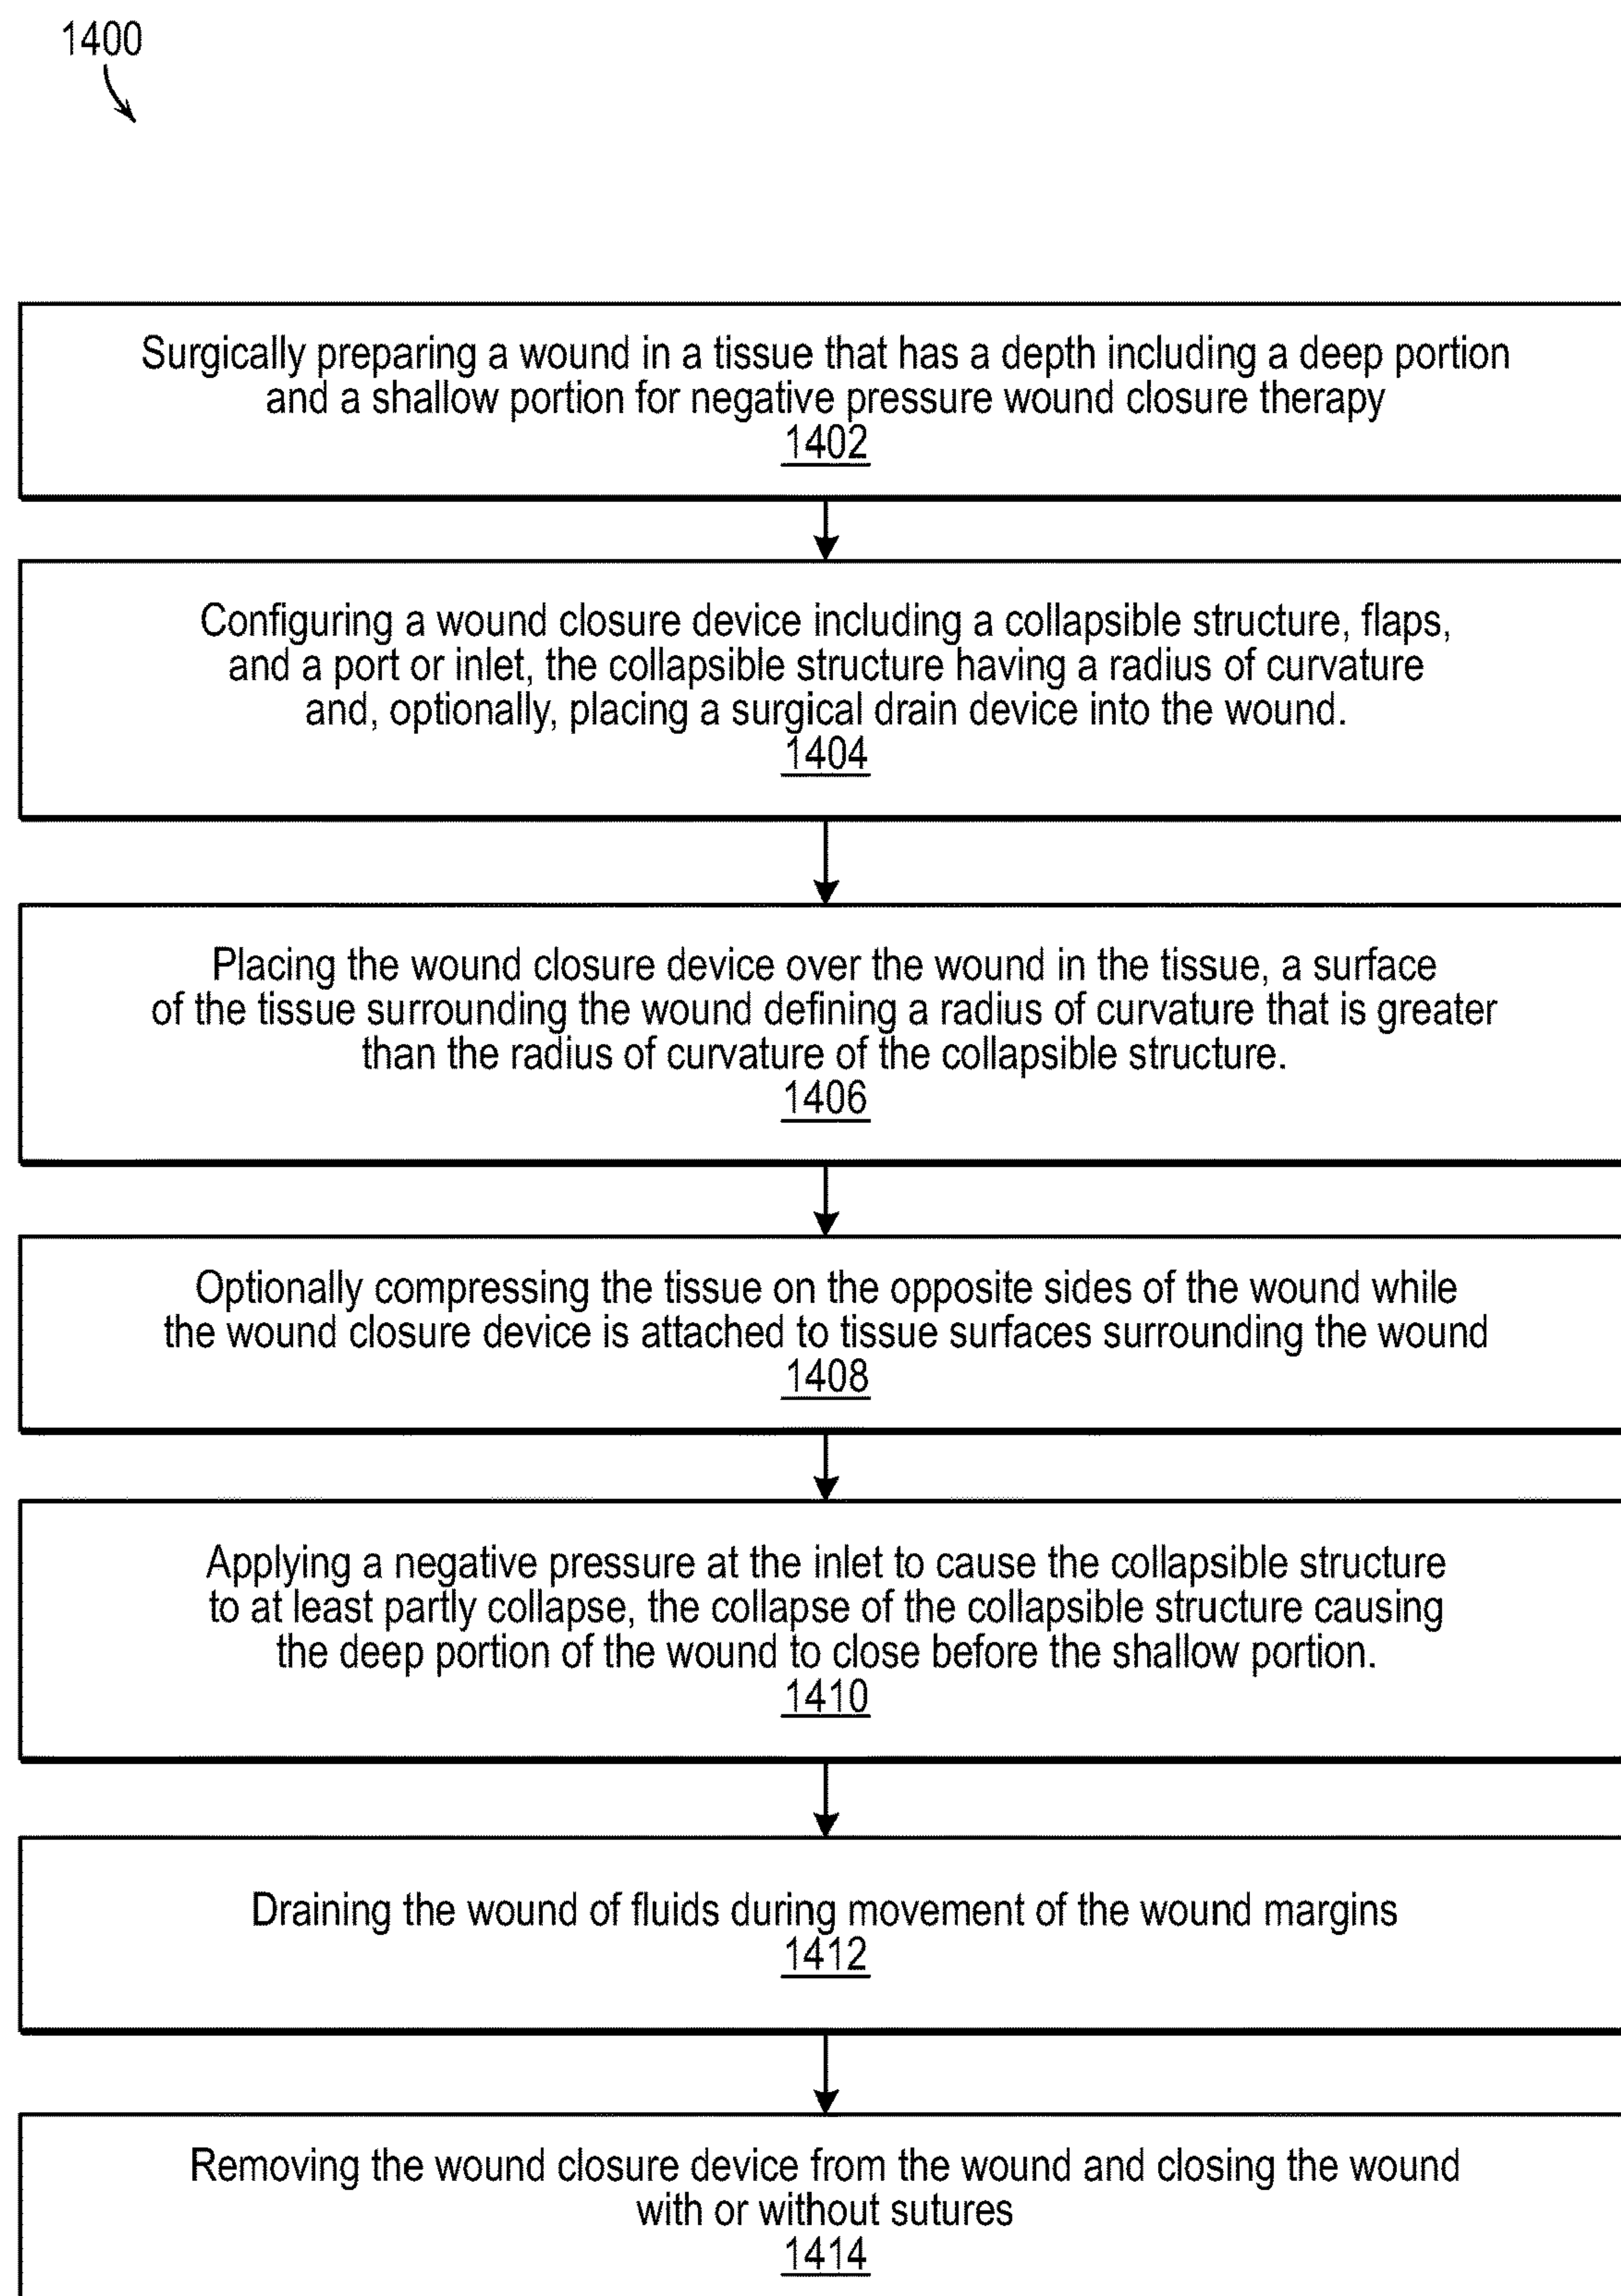 1400
Surgically preparing a wound in a tissue that has a depth including a deep portion
and a shallow portion for negative pressure wound closure therapy
1402
Configuring a wound closure device including a collapsible structure, flaps,
and a port or inlet, the collapsible structure having a radius of curvature
and, optionally, placing a surgical drain device into the wound.
1404
Placing the wound closure device over the wound in the tissue, a surface
of the tissue surrounding the wound defining a radius of curvature that is greater
than the radius of curvature of the collapsible structure.
1406
Optionally compressing the tissue on the opposite sides of the wound while
the wound closure device is attached to tissue surfaces surrounding the wound
1408
Applying a negative pressure at the inlet to cause the collapsible structure
to at least partly collapse, the collapse of the collapsible structure causing
the deep portion of the wound to close before the shallow portion.
1410
Draining the wound of fluids during movement of the wound margins
1412
Removing the wound closure device from the wound and closing the wound
with or without sutures
1414